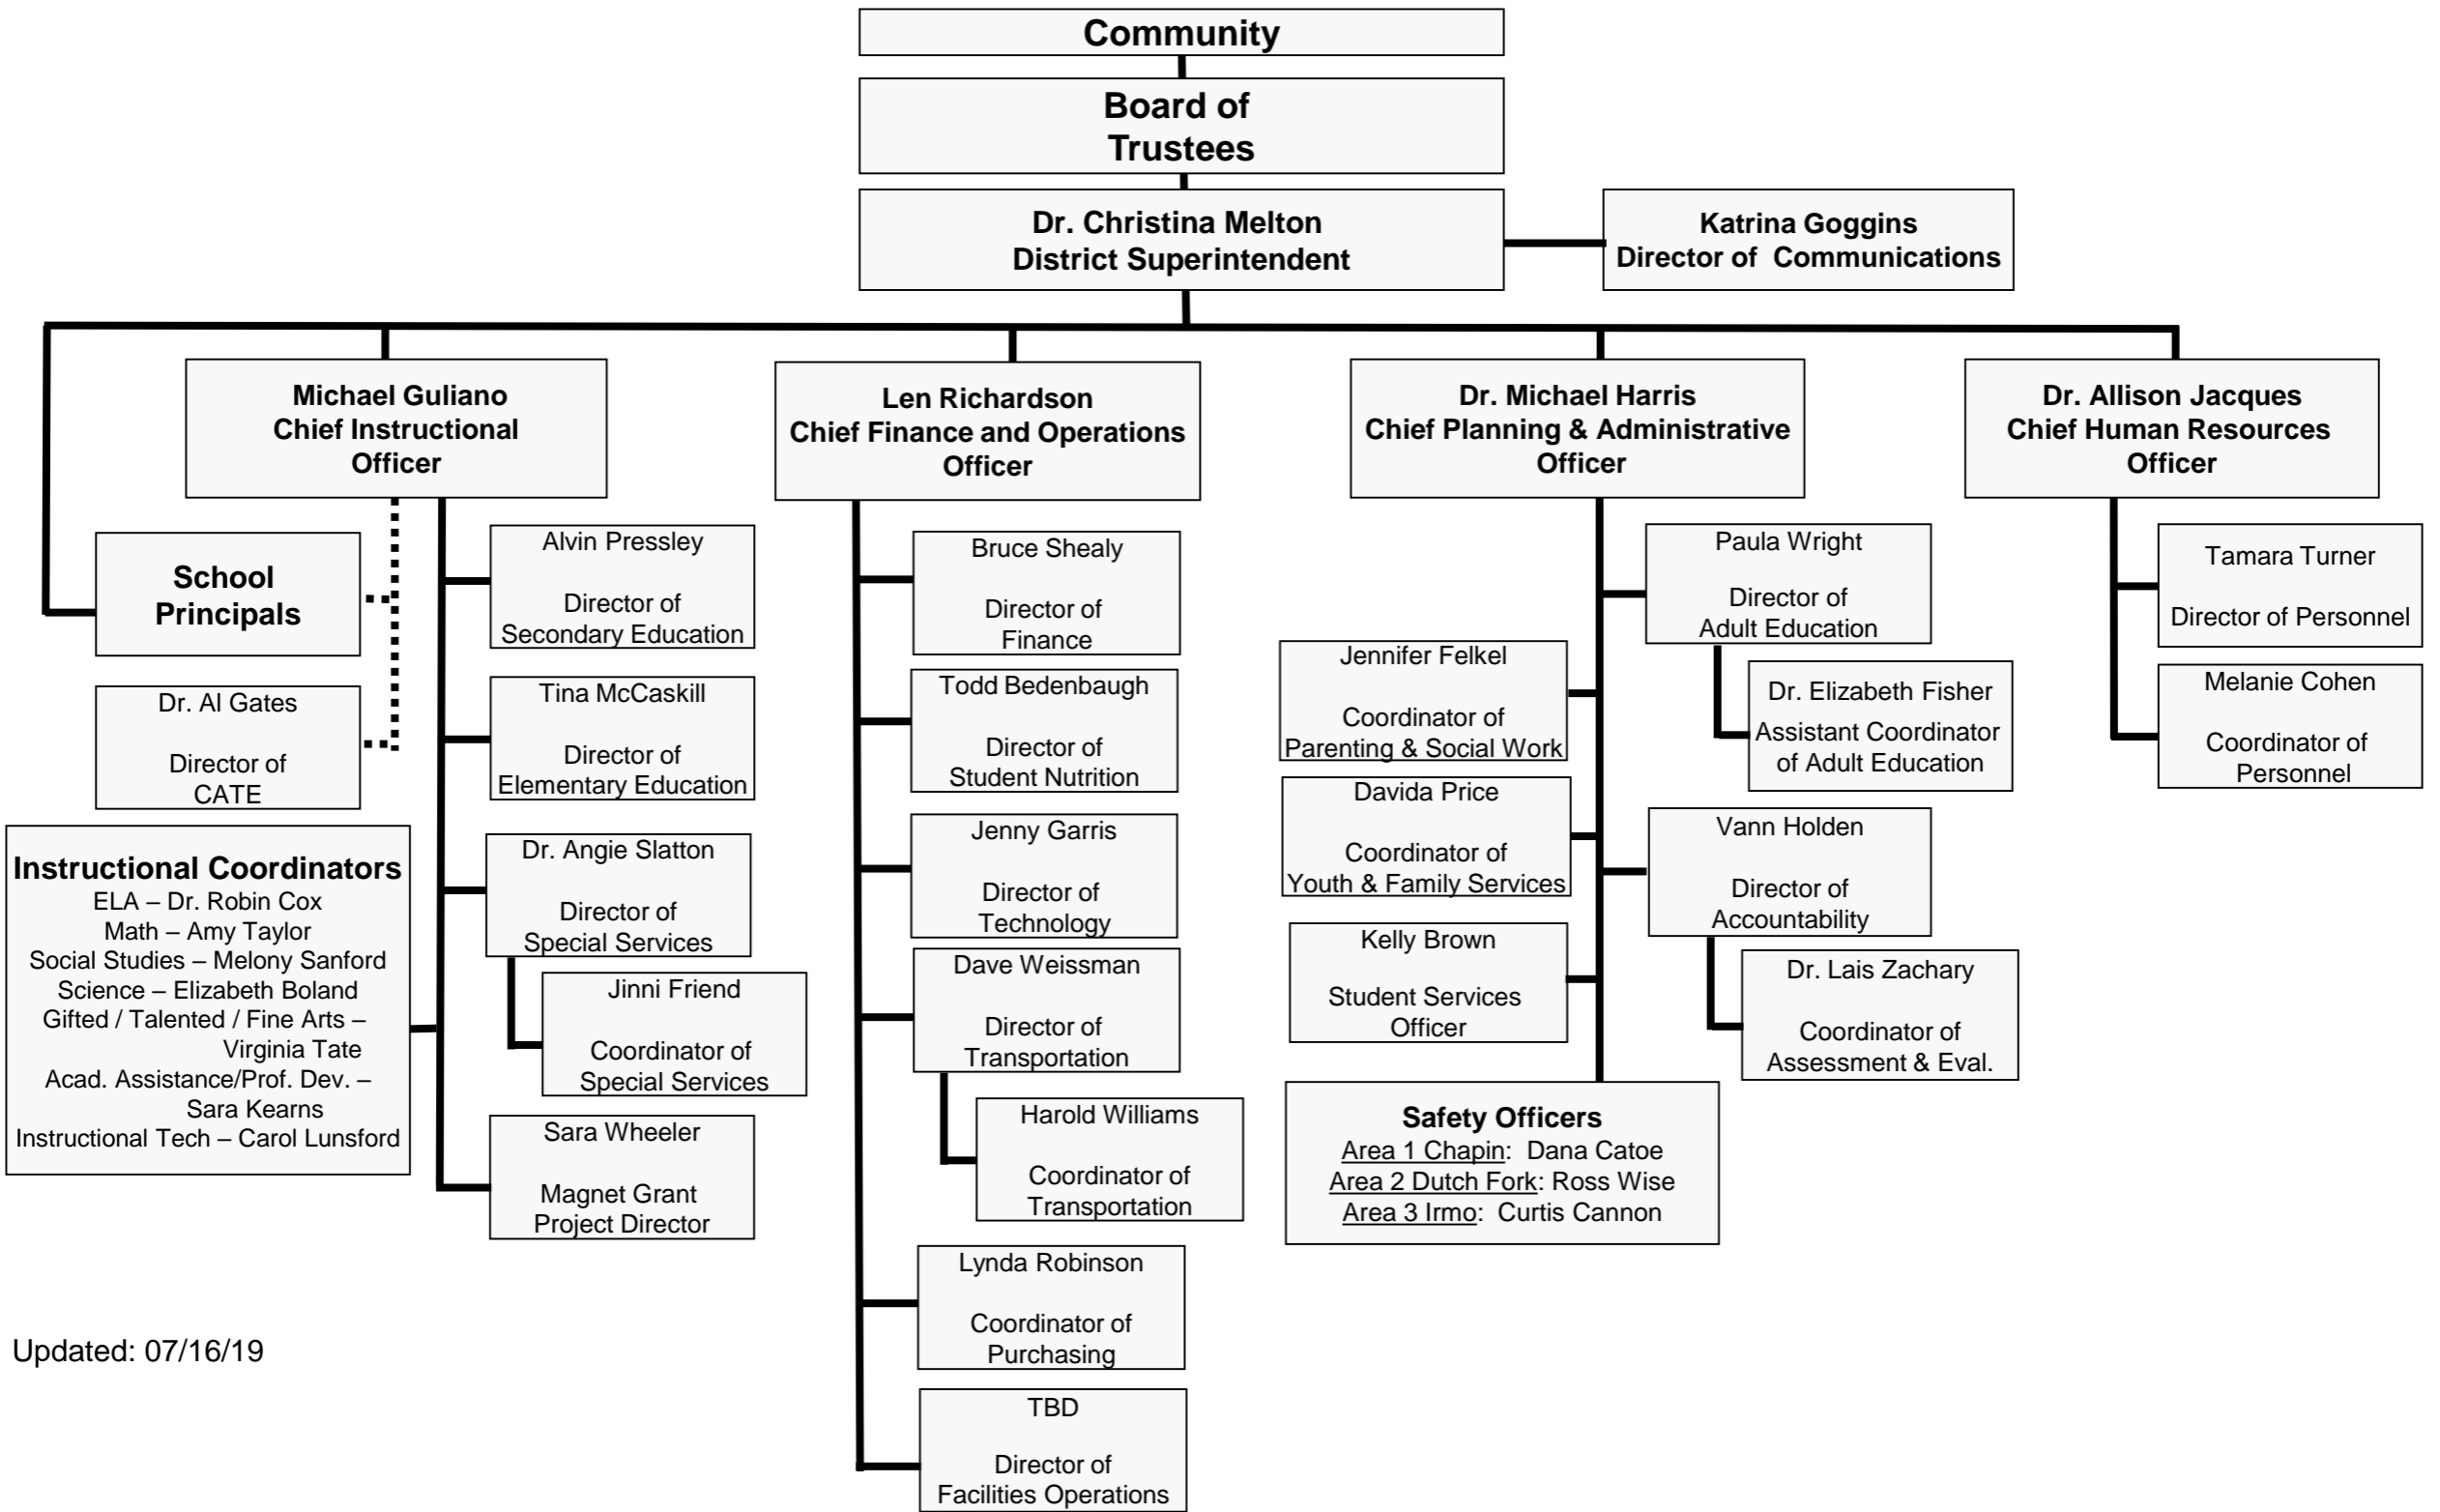 Community
Board of
Trustees
Dr. Christina Melton
District Superintendent
Katrina Goggins
Director of  Communications
Michael Guliano
Chief Instructional
Officer
Len Richardson
Chief Finance and Operations
Officer
Dr. Michael Harris
Chief Planning & Administrative
Officer
Dr. Allison Jacques
Chief Human Resources
Officer
School
Principals
Dr. Al Gates
Director of
CATE
Instructional Coordinators
ELA – Dr. Robin Cox
Math – Amy Taylor
Social Studies – Melony Sanford
Science – Elizabeth Boland
Gifted / Talented / Fine Arts –
Virginia Tate
Acad. Assistance/Prof. Dev. –
Sara Kearns
Instructional Tech – Carol Lunsford
Alvin Pressley
Director of
Secondary Education
Tina McCaskill
Director of
Elementary Education
Dr. Angie Slatton
Director of
Special Services
Jinni Friend
Coordinator of
Special Services
Sara Wheeler
Magnet Grant
Project Director
Bruce Shealy
Director of
Finance
Todd Bedenbaugh
Director of
Student Nutrition
Jenny Garris
Director of
Technology
Dave Weissman
Director of
Transportation
Harold Williams
Coordinator of
Transportation
Lynda Robinson
Coordinator of
Purchasing
TBD
Director of
Facilities Operations
Jennifer Felkel
Coordinator of
Parenting & Social Work
Davida Price
Coordinator of
Youth & Family Services
Kelly Brown
Student Services
Officer
Paula Wright
Director of
Adult Education
Dr. Elizabeth Fisher
Assistant Coordinator
of Adult Education
Vann Holden
Director of
Accountability
Dr. Lais Zachary
Coordinator of
Assessment & Eval.
Safety Officers
Area 1 Chapin:  Dana Catoe
Area 2 Dutch Fork: Ross Wise
Area 3 Irmo:  Curtis Cannon
Tamara Turner
Director of Personnel
Melanie Cohen
Coordinator of
Personnel
Updated: 07/16/19